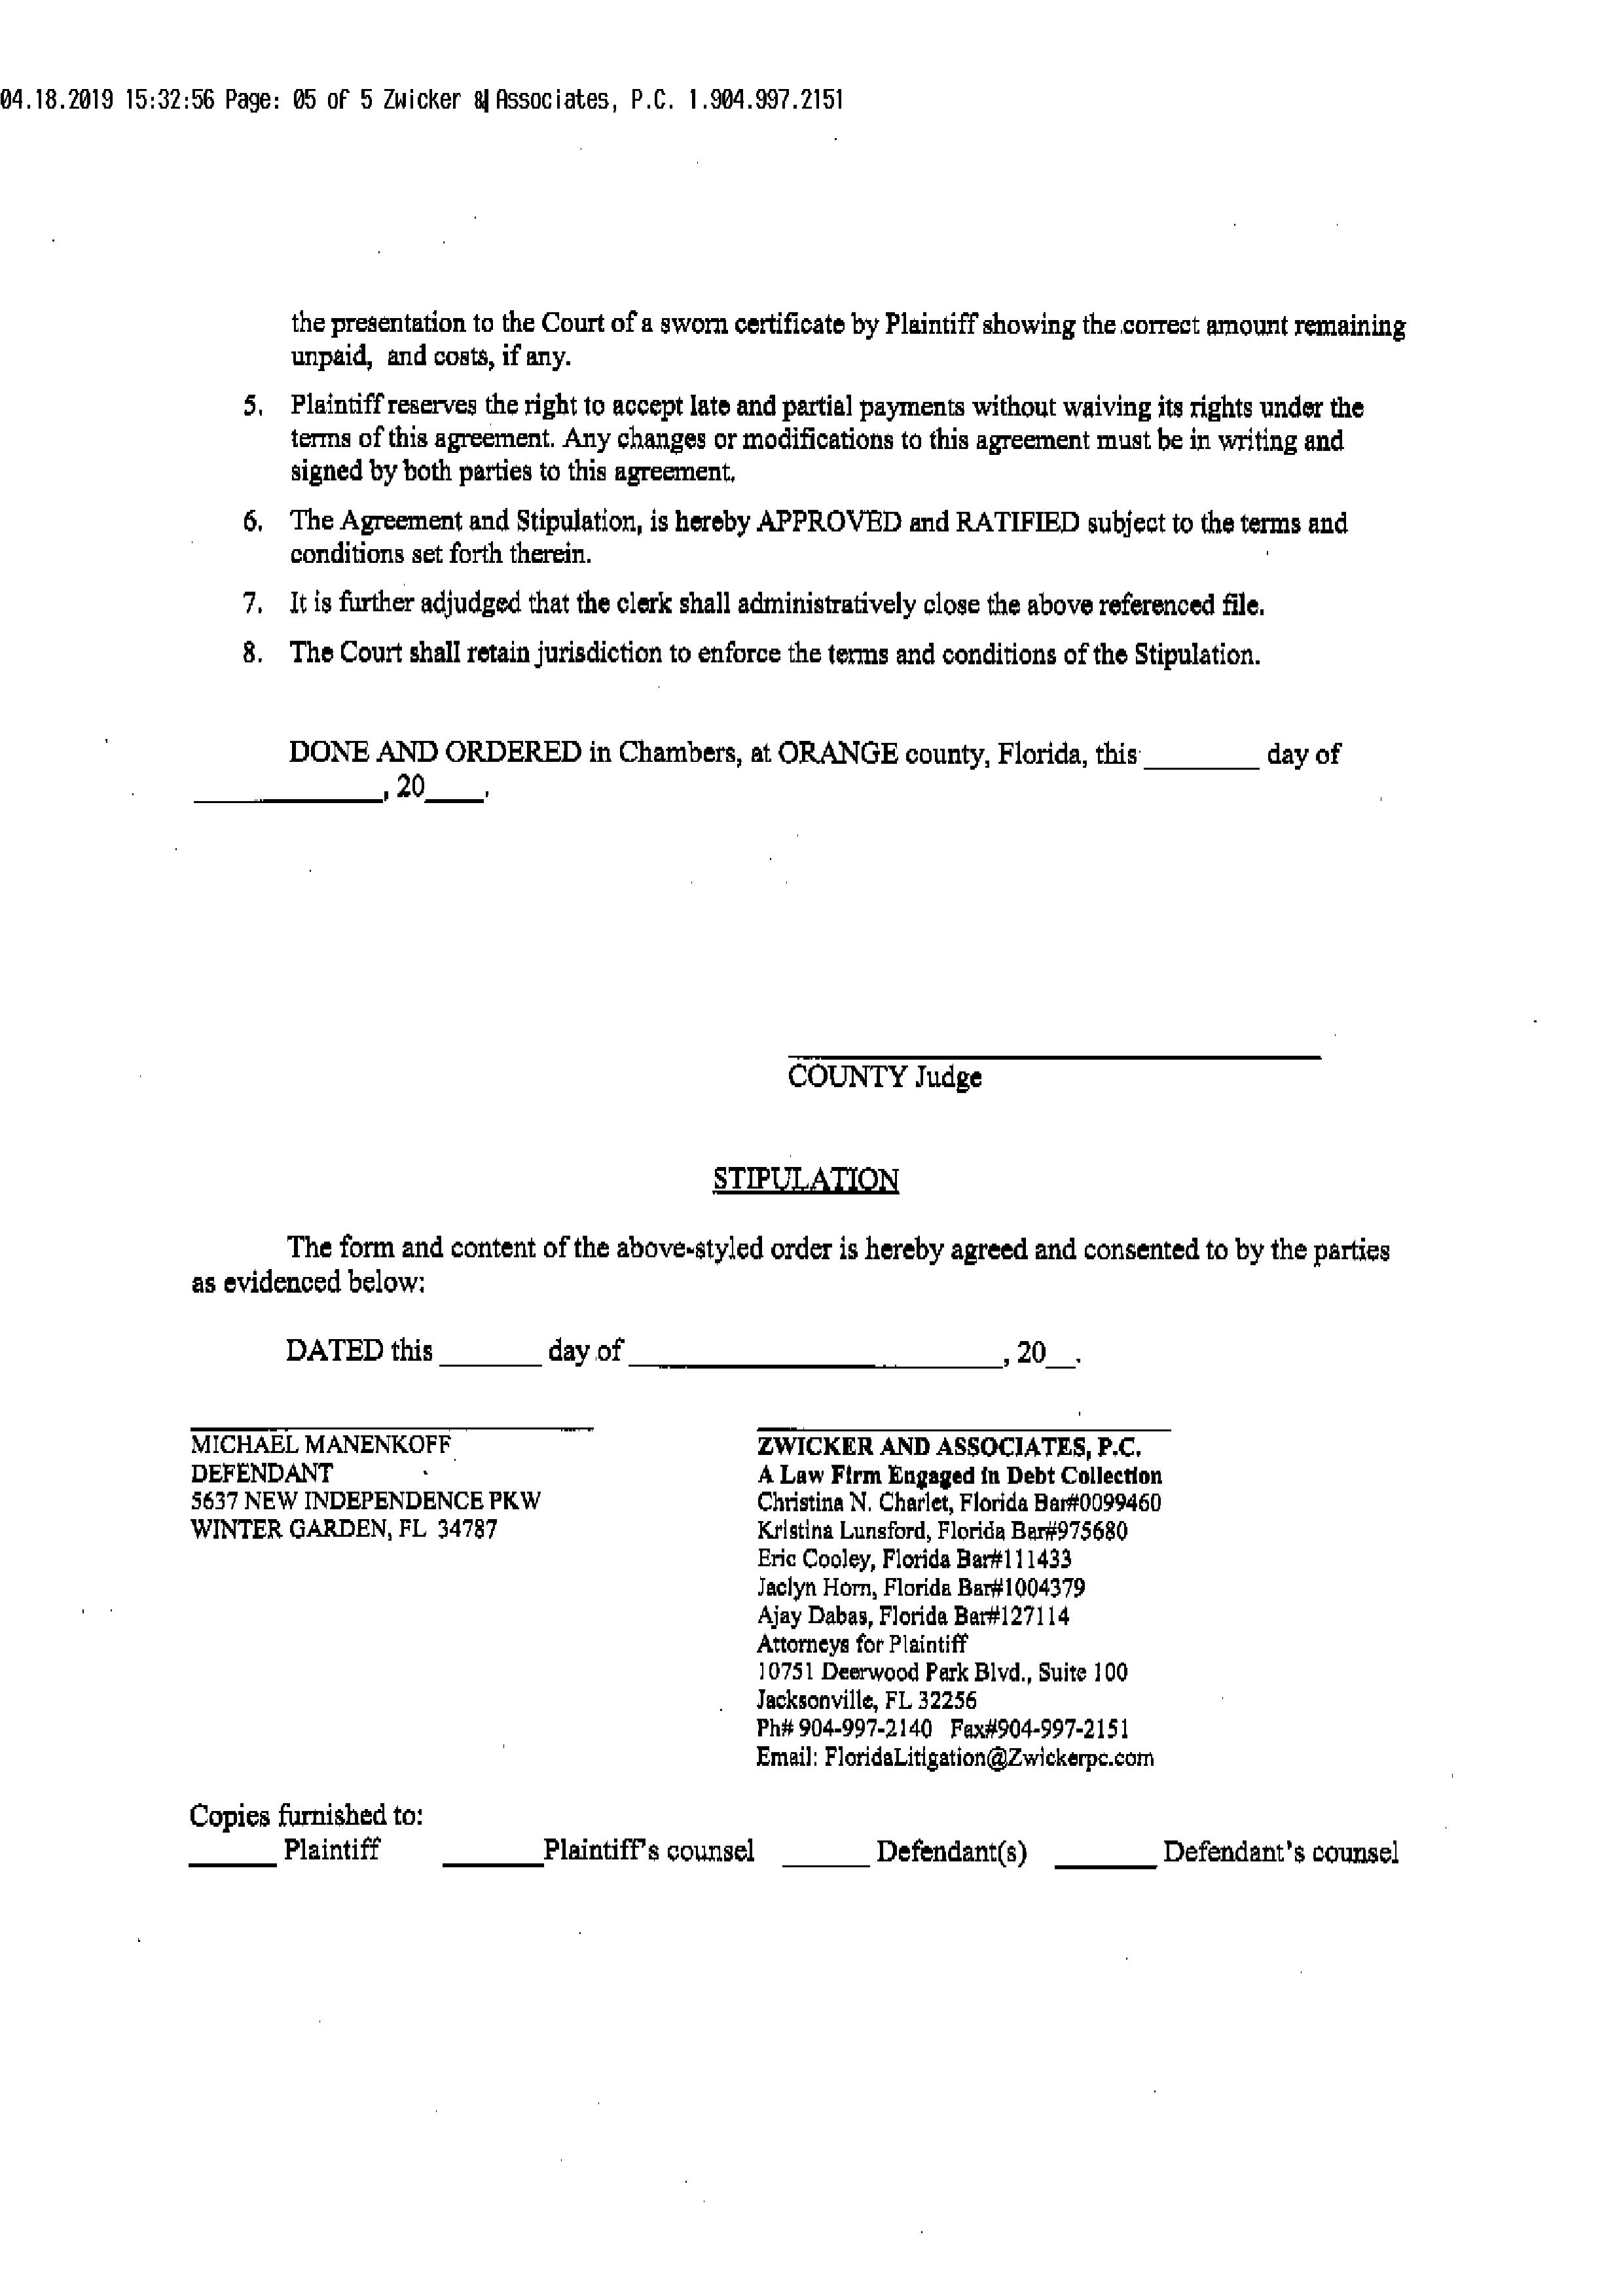 04.18.2019 15:32:56 Page: 05 of 5 Zwicker & Associates, P.C. 1.904.997.2151
the presentation to the Court of a sworn certificate by Plaintiff showing the correct amount remaining
unpaid, and costs, if any.
5. Plaintiff reserves the right to accept late and partial payments without waiving its rights under the
terms of this agreement. Any changes or modifications to this agreement must be in writing and
signed by both parties to this agreement.
6. The Agreement and Stipulation, is hereby APPROVED and RATIFIED subject to the terms and
conditions set forth therein.
7. It is further adjudged that the clerk shall administratively close the above referenced file.
8. The Court shall retain jurisdiction to enforce the terms and conditions of the Stipulation.
DONE AND ORDERED in Chambers, at ORANGE county, Florida, this ________ day of
_____________, 20____.
COUNTY Judge
STIPULATION
The form and content of the above-styled order is hereby agreed and consented to by the parties
as evidenced below:
DATED this _______ day of _________________________, 20__.
MICHAEL MANENKOFF
DEFENDANT
5637 NEW INDEPENDENCE PKW
WINTER GARDEN, FL 34787
ZWICKER AND ASSOCIATES, P.C.
A Law Firm Engaged in Debt Collection
Christina N. Charlet, Florida Bar#0099460
Kristina Lunsford, Florida Bar#975680
Eric Cooley, Florida Bar#111433
Jaclyn Horn, Florida Bar#1004379
Ajay Dabas, Florida Bar#127114
Attorneys for Plaintiff
10751 Deerwood Park Blvd., Suite 100
Jacksonville, FL 32256
Ph# 904-997-2140 Fax#904-997-2151
Email: FloridaLitigation@Zwickerpc.com
Copies furnished to:
______ Plaintiff _______Plaintiff's counsel ______ Defendant(s) _______ Defendant's counsel